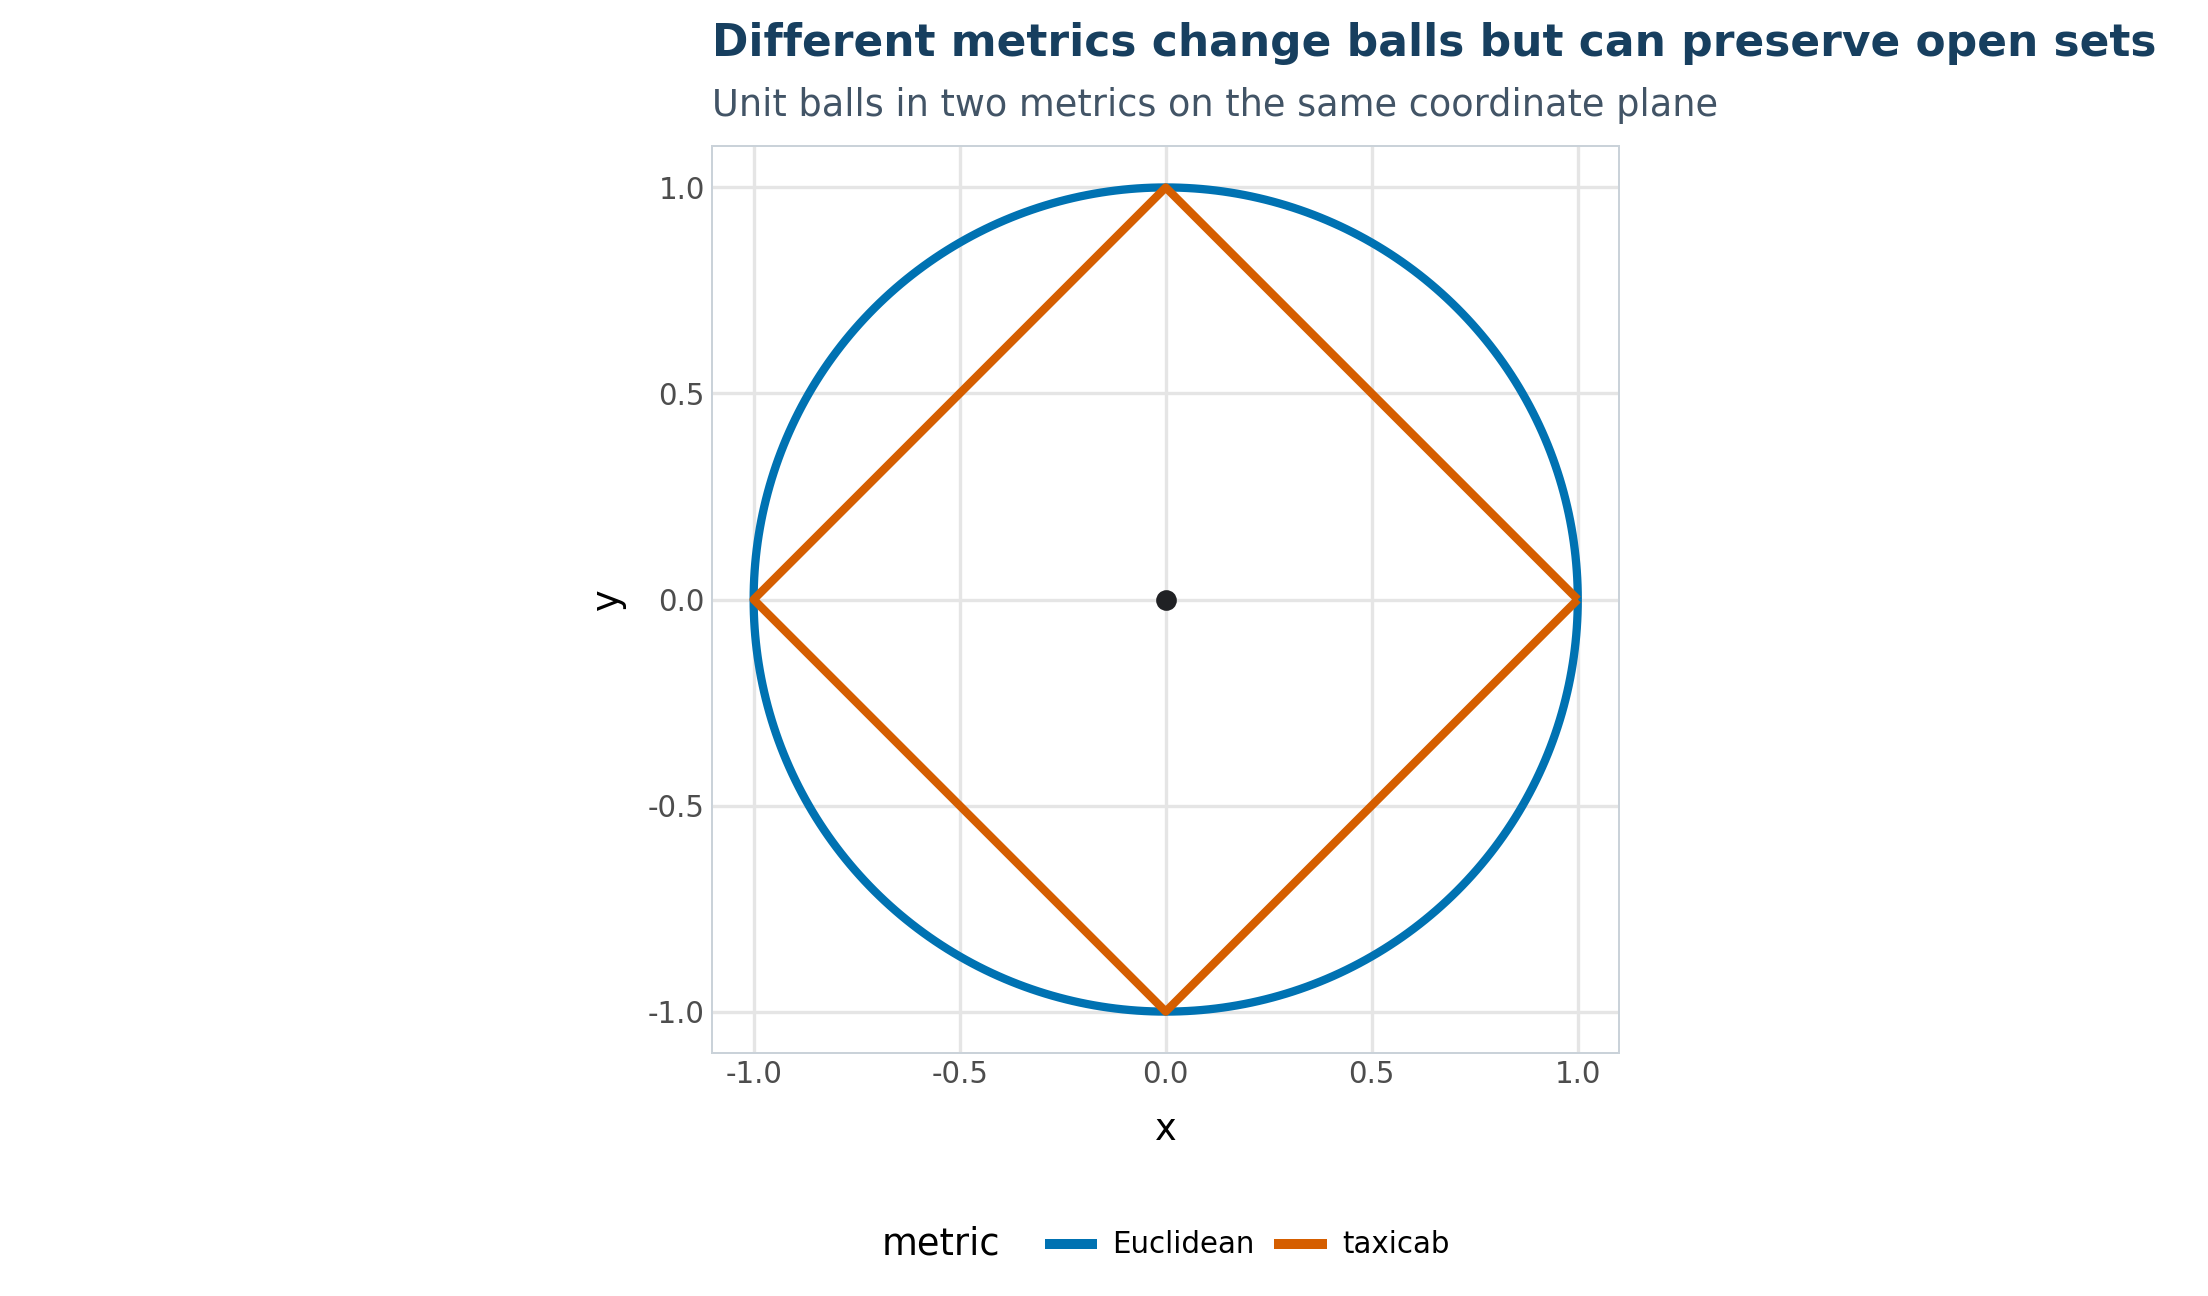 Different metrics change balls but can preserve open sets
Unit balls in two metrics on the same coordinate plane
1.0
0.5
0.0
-0.5
-1.0
y
-1.0 -0.5 0.0 0.5 1.0
x
metric Euclidean taxicab